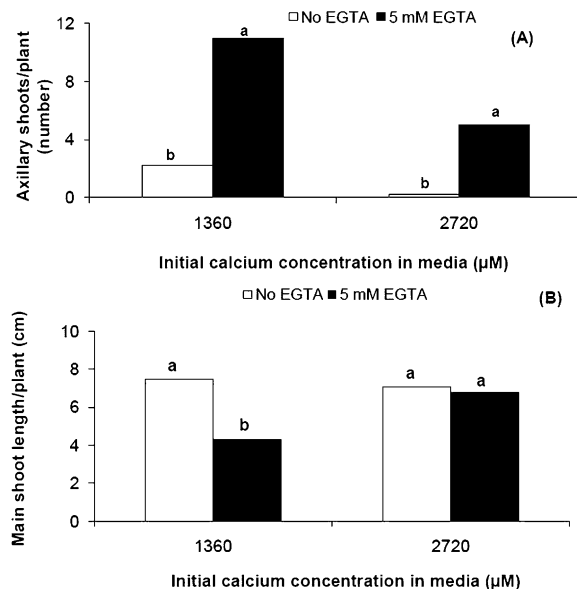 No EGTA 5 mM EGTA
(A)
Axillary shoots/plant
(number)
12
8
4
0
b
a
b
a
1360 2720
Initial calcium concentration in media (µM)
No EGTA 5 mM EGTA
(B)
Main shoot length/plant (cm)
10
8
6
4
2
0
a
b
a
a
1360 2720
Initial calcium concentration in media (µM)